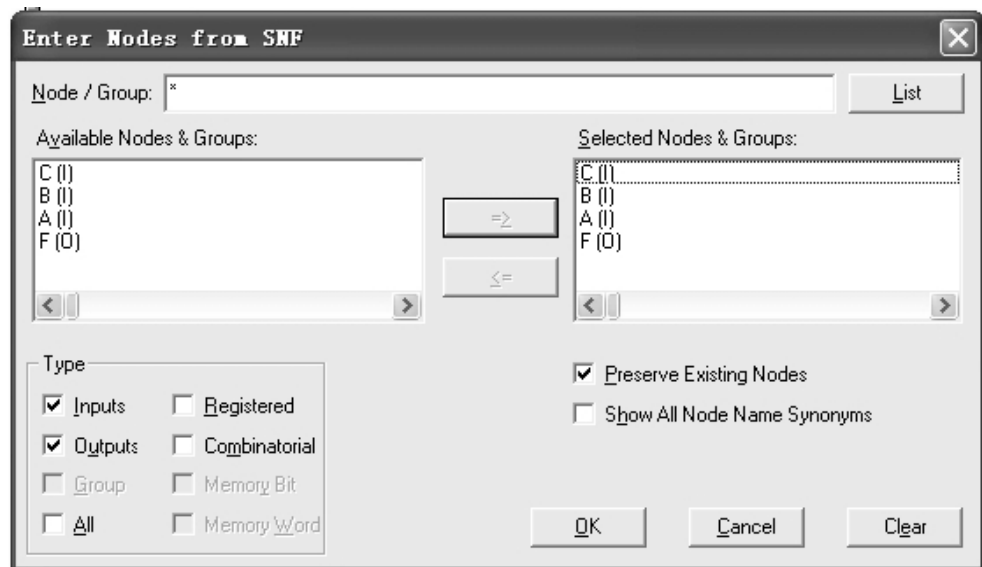 Enter Nodes from SNF
Node / Group: *
List
Available Nodes & Groups:
C (I)
B (I)
A (I)
F (O)
=>
<=
Selected Nodes & Groups:
C (I)
B (I)
A (I)
F (O)
Type
Inputs
Registered
Outputs
Combinatorial
Group
Memory Bit
All
Memory Word
Preserve Existing Nodes
Show All Node Name Synonyms
OK
Cancel
Clear